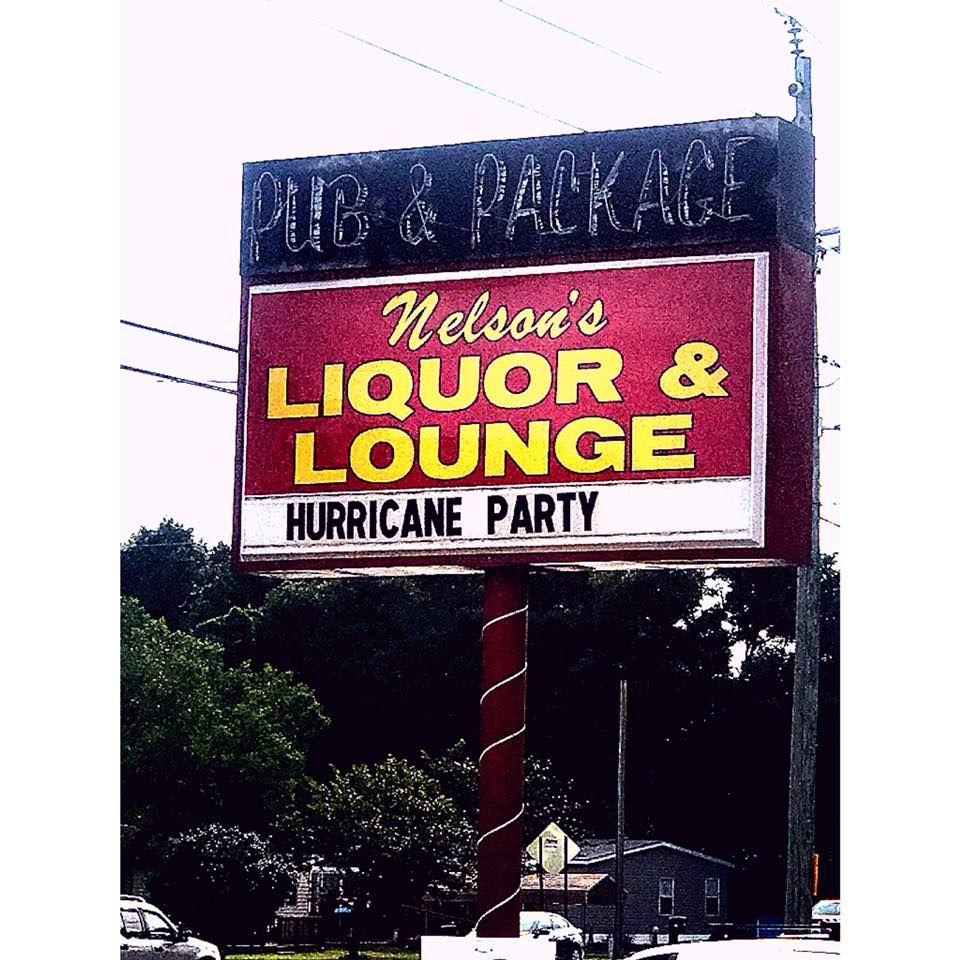 PUB & PACKAGE
Nelson's
LIQUOR &
LOUNGE
HURRICANE PARTY